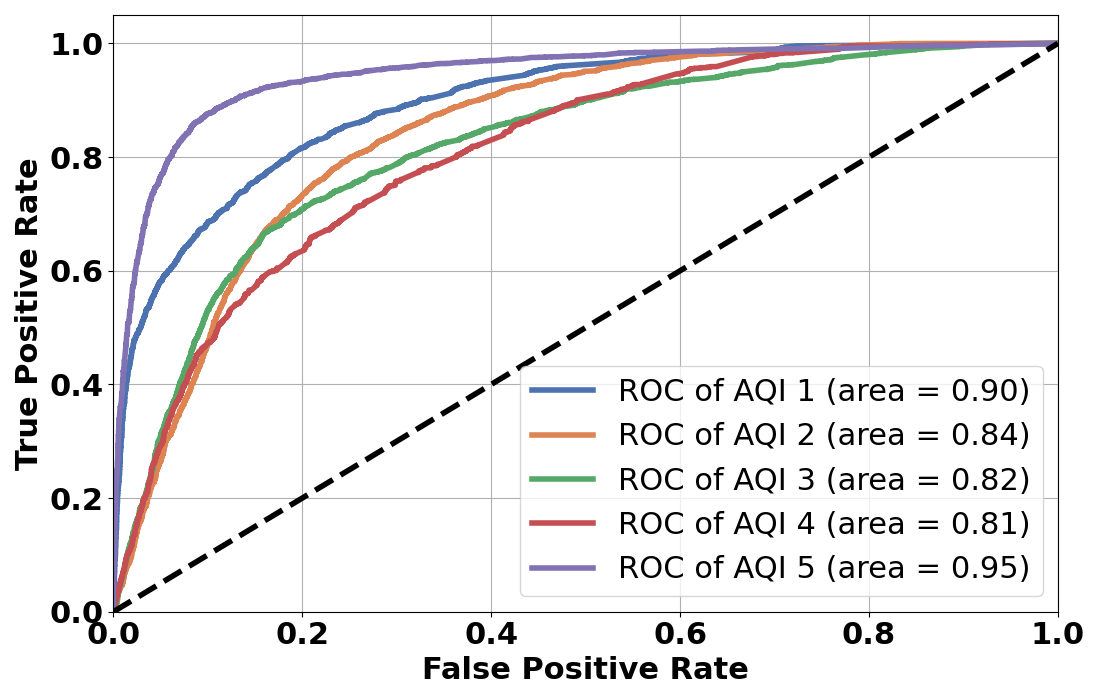 1.0
0.8
0.6
0.4
0.2
0.0
True Positive Rate
ROC of AQI 1 (area = 0.90)
ROC of AQI 2 (area = 0.84)
ROC of AQI 3 (area = 0.82)
ROC of AQI 4 (area = 0.81)
ROC of AQI 5 (area = 0.95)
0.0 0.2 0.4 0.6 0.8 1.0
False Positive Rate